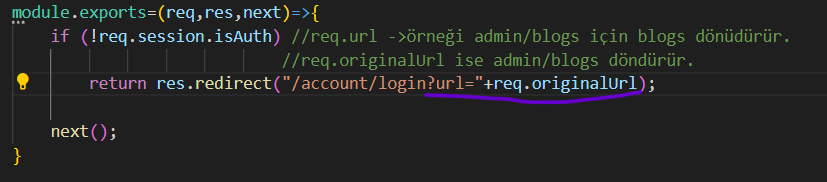 module.exports=(req,res,next)=>{
if (!req.session.isAuth) //req.url ->örneği admin/blogs için blogs dönüdürür.
//req.originalUrl ise admin/blogs döndürür.
return res.redirect("/account/login?url="+req.originalUrl);
next();
}